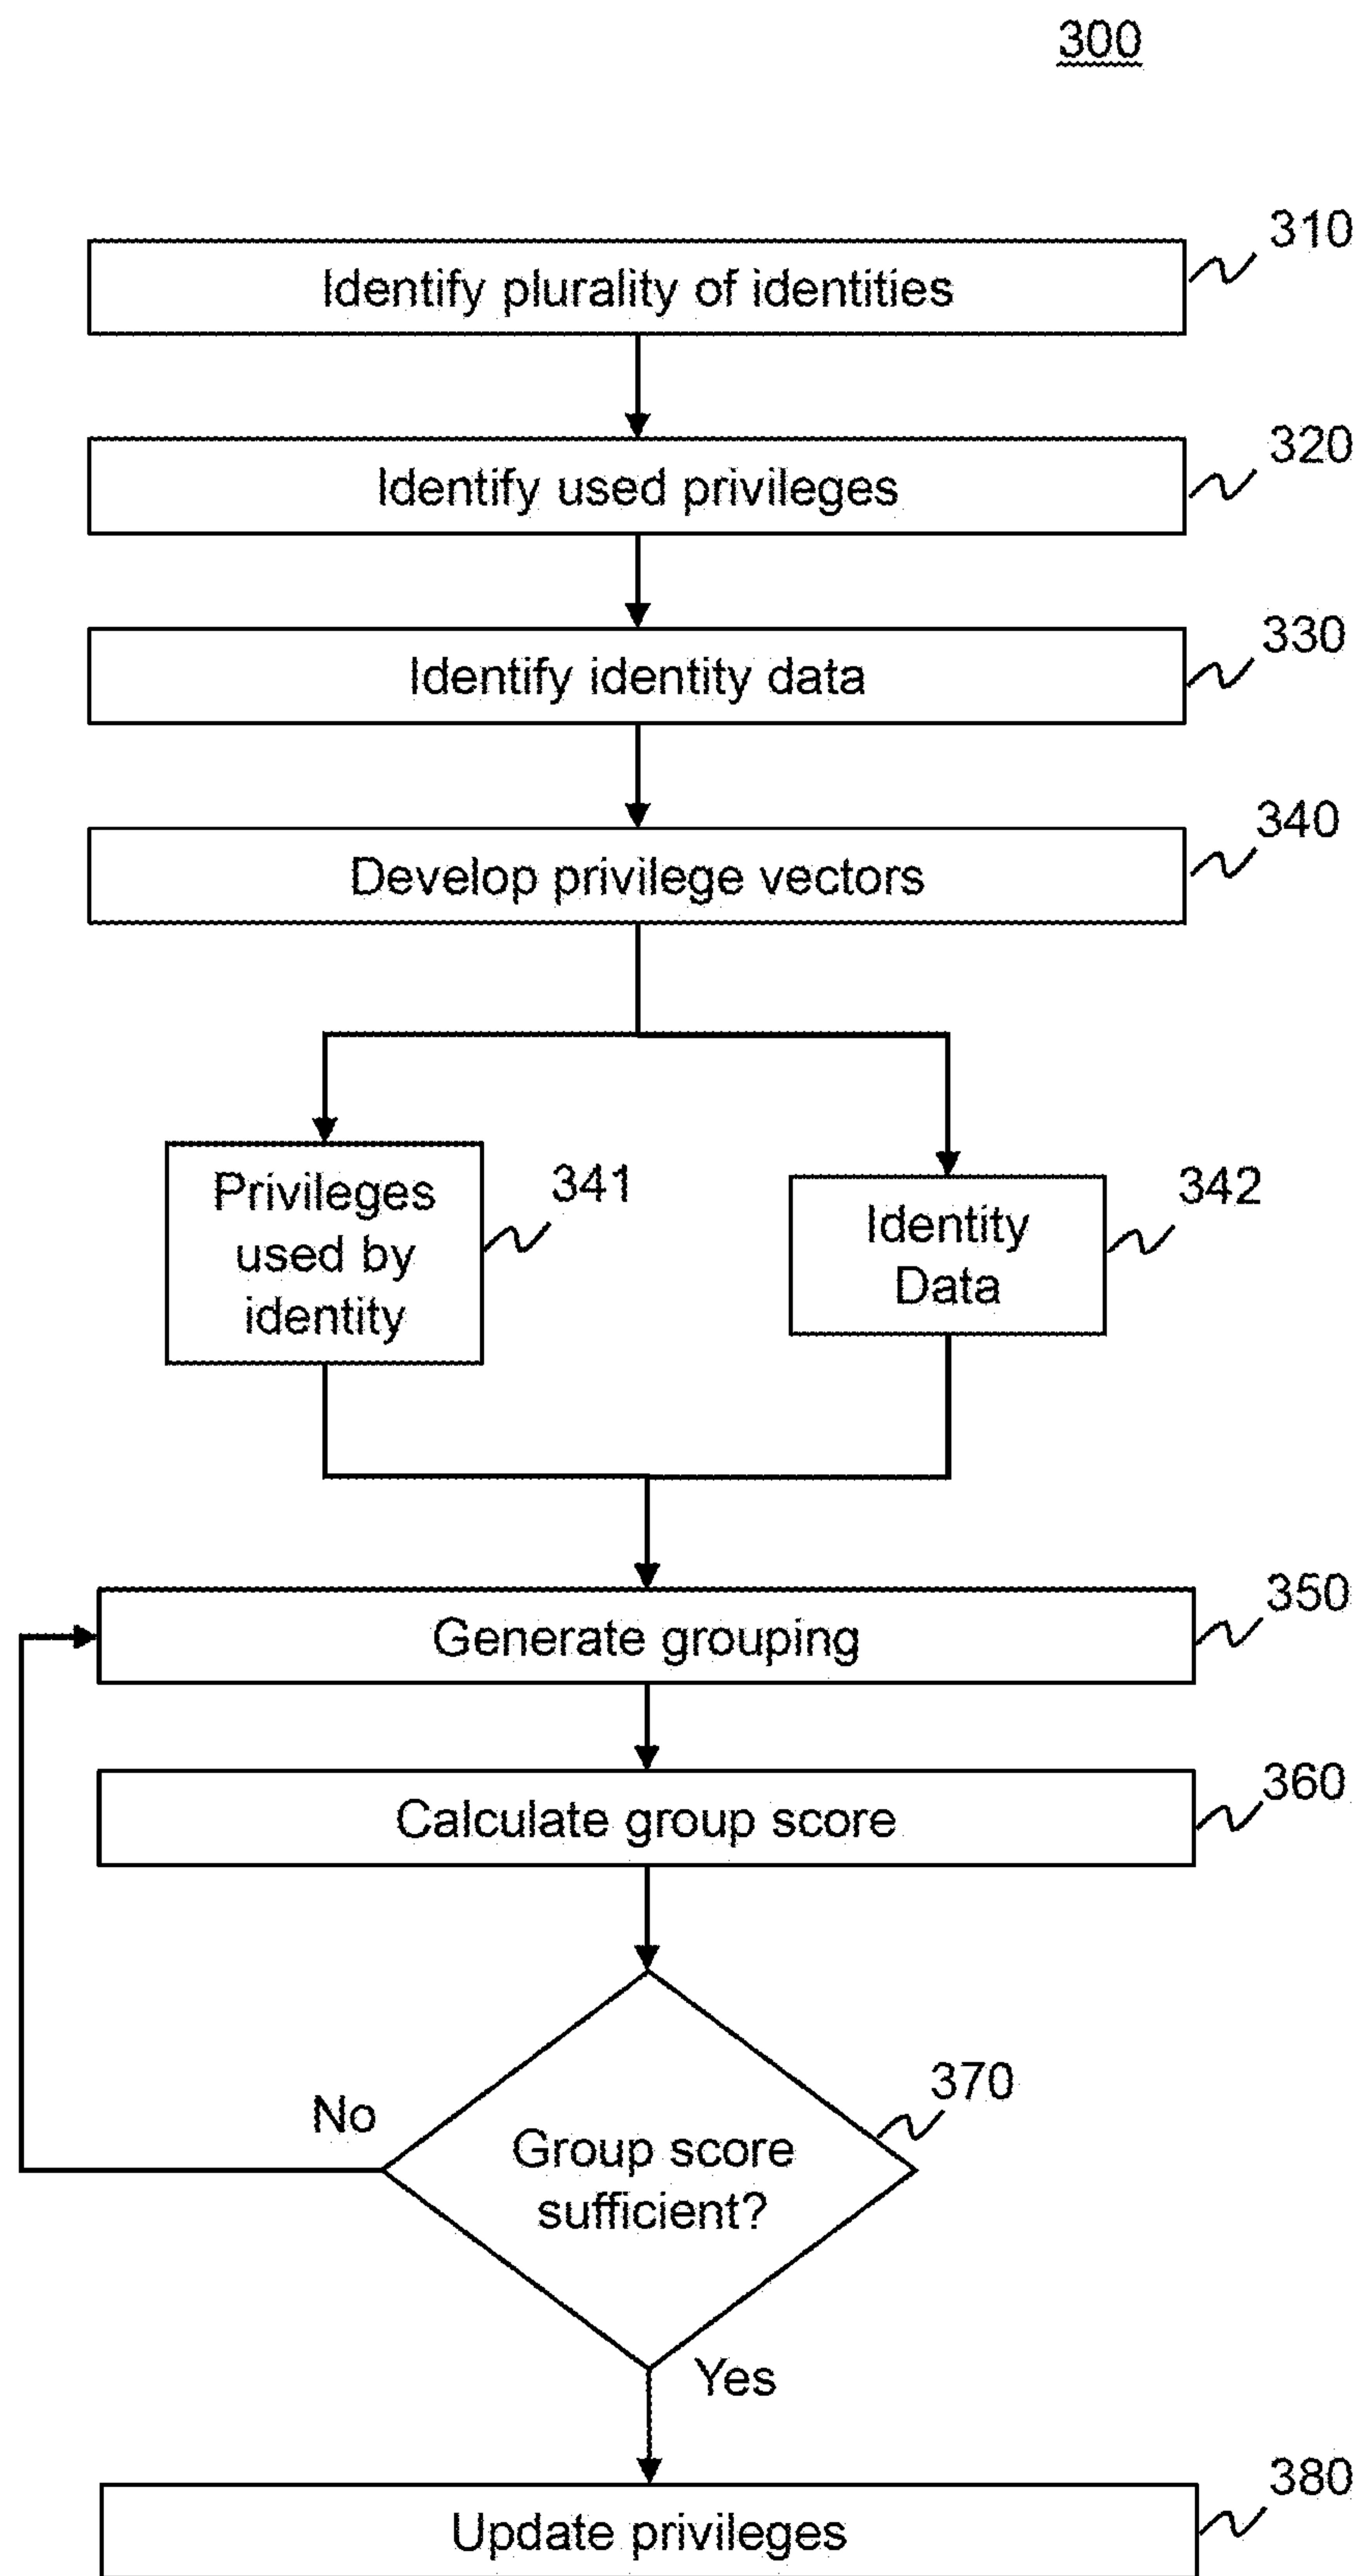 300
310
Identify plurality of identities
320
Identify used privileges
330
Identify identity data
340
Develop privilege vectors
341
Privileges
used by
identity
342
Identity
Data
350
Generate grouping
360
Calculate group score
370
No
Group score
sufficient?
Yes
380
Update privileges